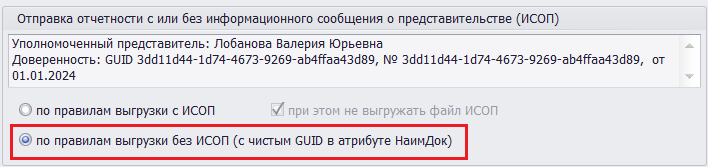 Отправка отчетности с или без информационного сообщения о представительстве (ИСОП)
Уполномоченный представитель: Лобанова Валерия Юрьевна
Доверенность: GUID 3dd11d44-1d74-4673-9269-ab4ffaa43d89, № 3dd11d44-1d74-4673-9269-ab4ffaa43d89, от
01.01.2024
по правилам выгрузки с ИСОП при этом не выгружать файл ИСОП
по правилам выгрузки без ИСОП (с чистым GUID в атрибуте НаимДок)